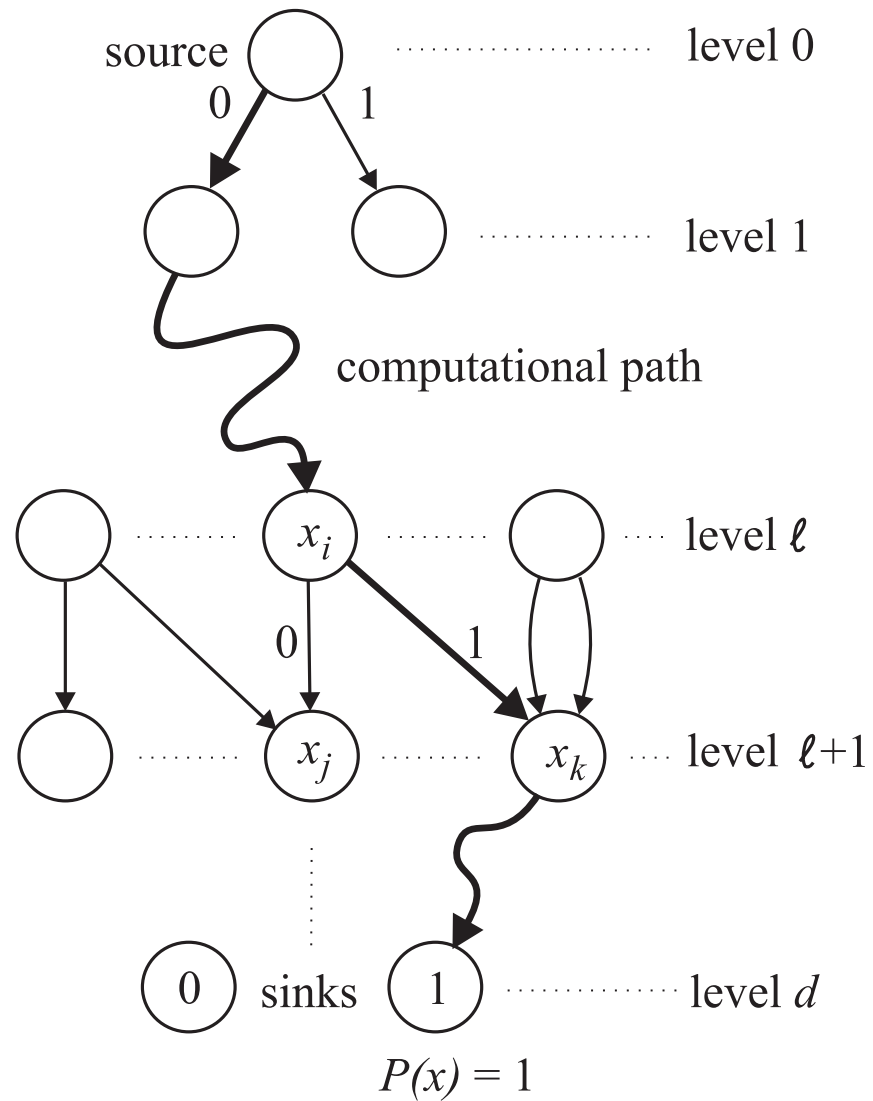 source
level 0
0
1
level 1
computational path
x_i
level ℓ
0
1
x_j
x_k
level ℓ+1
0
sinks
1
level d
P(x) = 1